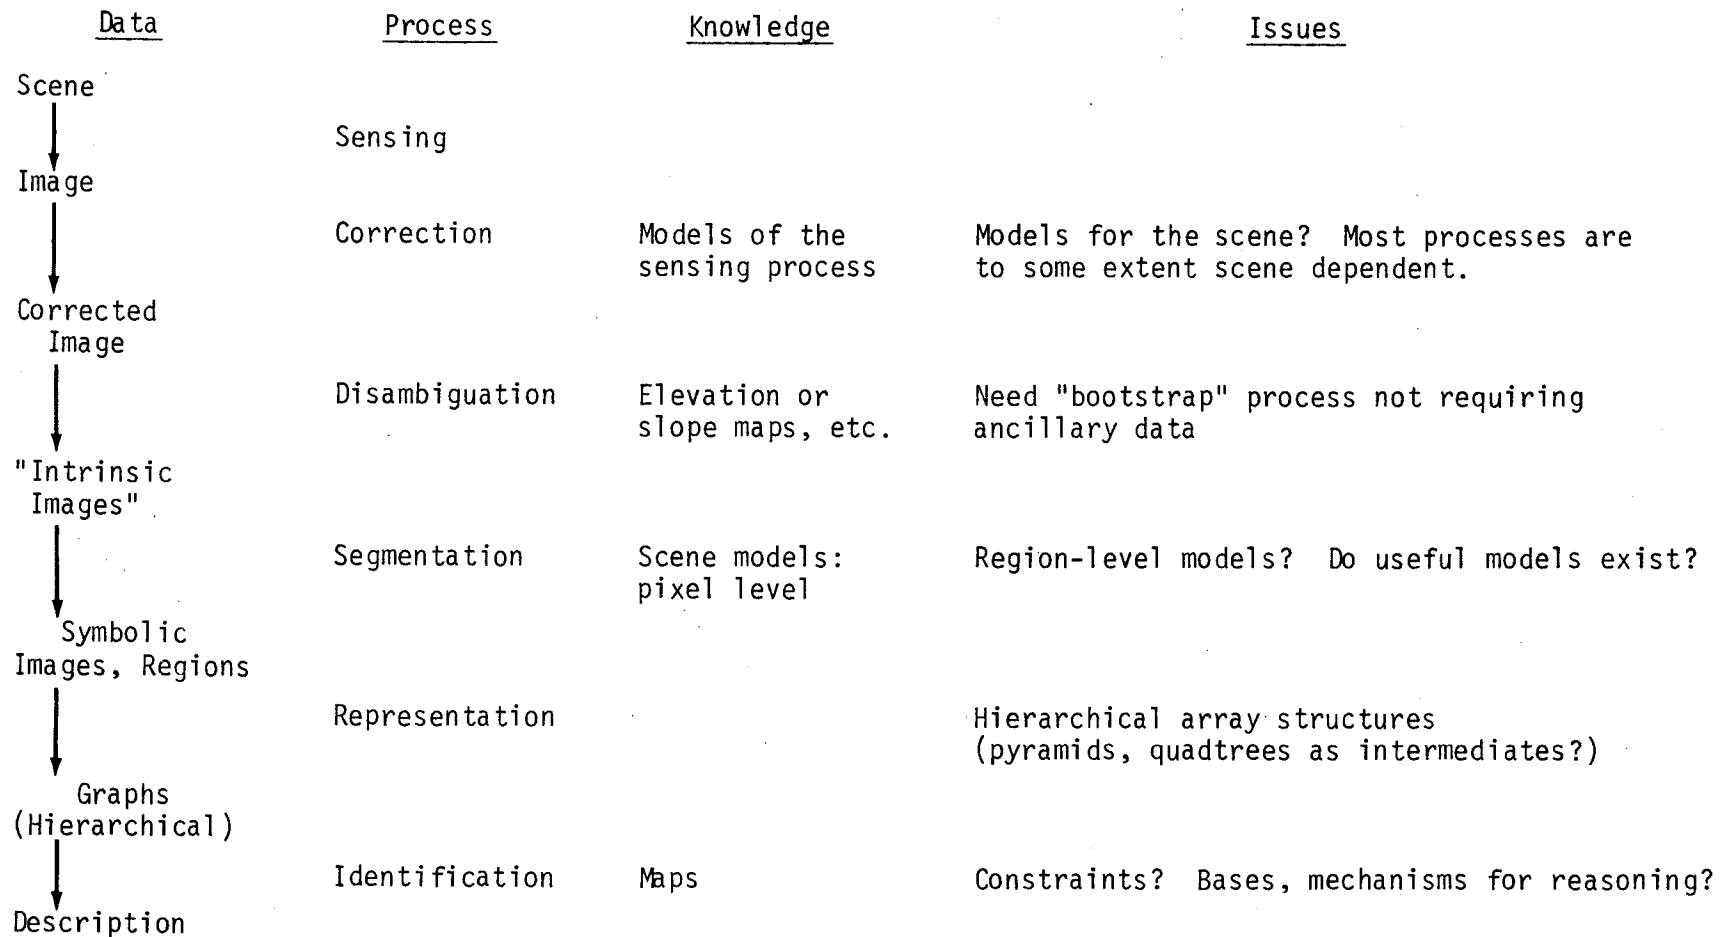 Data Process Knowledge Issues
Scene
Sensing
Image
Correction Models of the Models for the scene? Most processes are
sensing process to some extent scene dependent.
Corrected
Image
Disambiguation Elevation or Need "bootstrap" process not requiring
slope maps, etc. ancillary data
"Intrinsic
Images"
Segmentation Scene models: Region-level models? Do useful models exist?
pixel level
Symbolic
Images, Regions
Representation Hierarchical array structures
(pyramids, quadtrees as intermediates?)
Graphs
(Hierarchical)
Identification Maps Constraints? Bases, mechanisms for reasoning?
Description